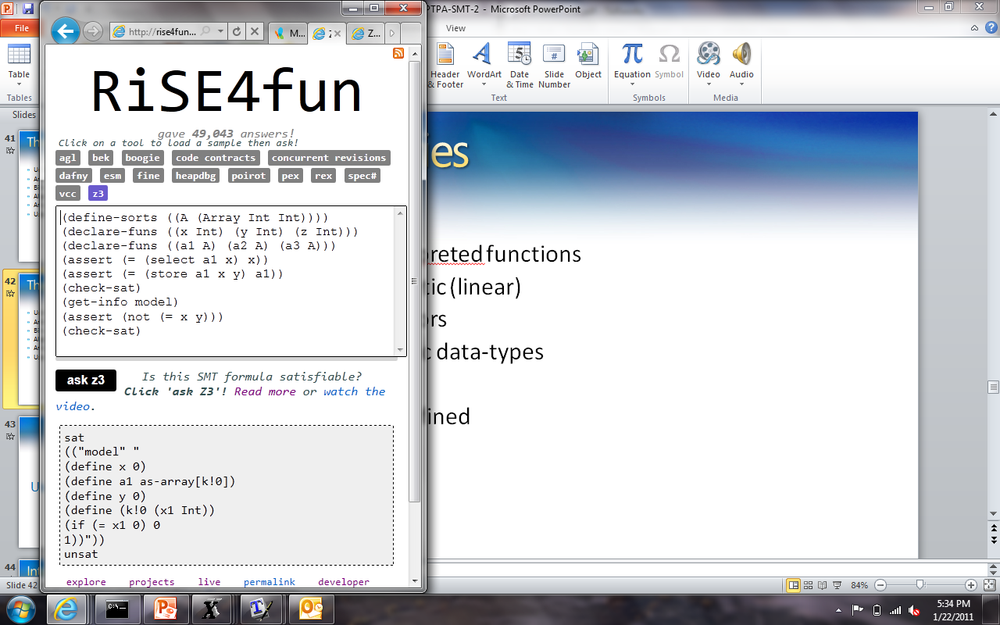 PTPA-SMT-2 - Microsoft PowerPoint
File
View
Table
Tables
Header & Footer
WordArt
Date & Time
Slide Number
Object
Text
Equation
Symbol
Symbols
Video
Audio
Media
http://rise4fun...
M...
Z...
RiSE4fun
gave 49,043 answers!
Click on a tool to load a sample then ask!
agl bek boogie code contracts concurrent revisions
dafny esm fine heapdbg poirot pex rex spec#
vcc z3
(define-sorts ((A (Array Int Int))))
(declare-funs ((x Int) (y Int) (z Int)))
(declare-funs ((a1 A) (a2 A) (a3 A)))
(assert (= (select a1 x) x))
(assert (= (store a1 x y) a1))
(check-sat)
(get-info model)
(assert (not (= x y)))
(check-sat)
ask z3
Is this SMT formula satisfiable?
Click 'ask Z3'! Read more or watch the
video.
sat
(("model" "
(define x 0)
(define a1 as-array[k!0])
(define y 0)
(define (k!0 (x1 Int))
(if (= x1 0) 0
1))"))
unsat
explore projects live permalink developer
Slides
41
Th
42
Th
43
U
44
Int
ies
preted functions
tic (linear)
ors
c data-types
ined
Slide 42
84%
C:\_
5:34 PM
1/22/2011